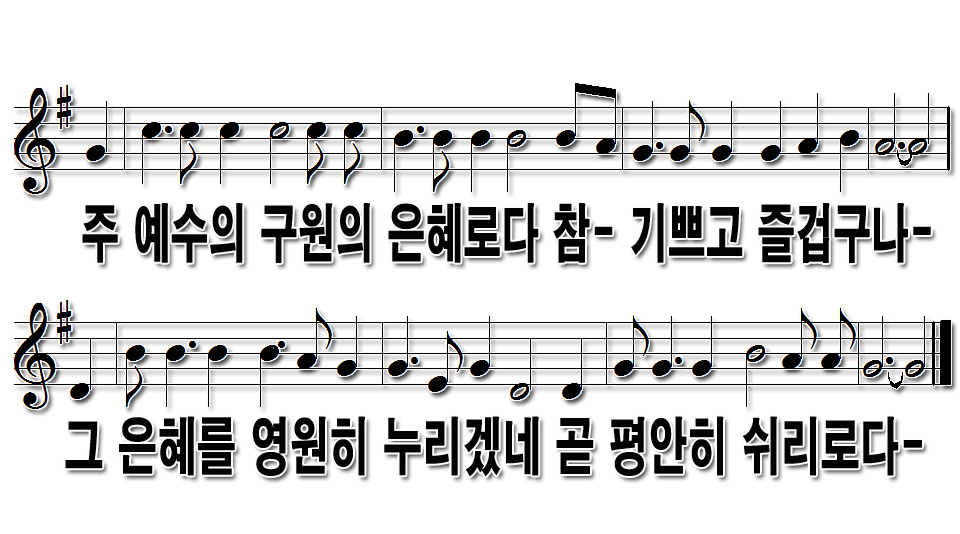 주 예수의 구원의 은혜로다 참- 기쁘고 즐겁구나-
그 은혜를 영원히 누리겠네 곧 평안히 쉬리로다-